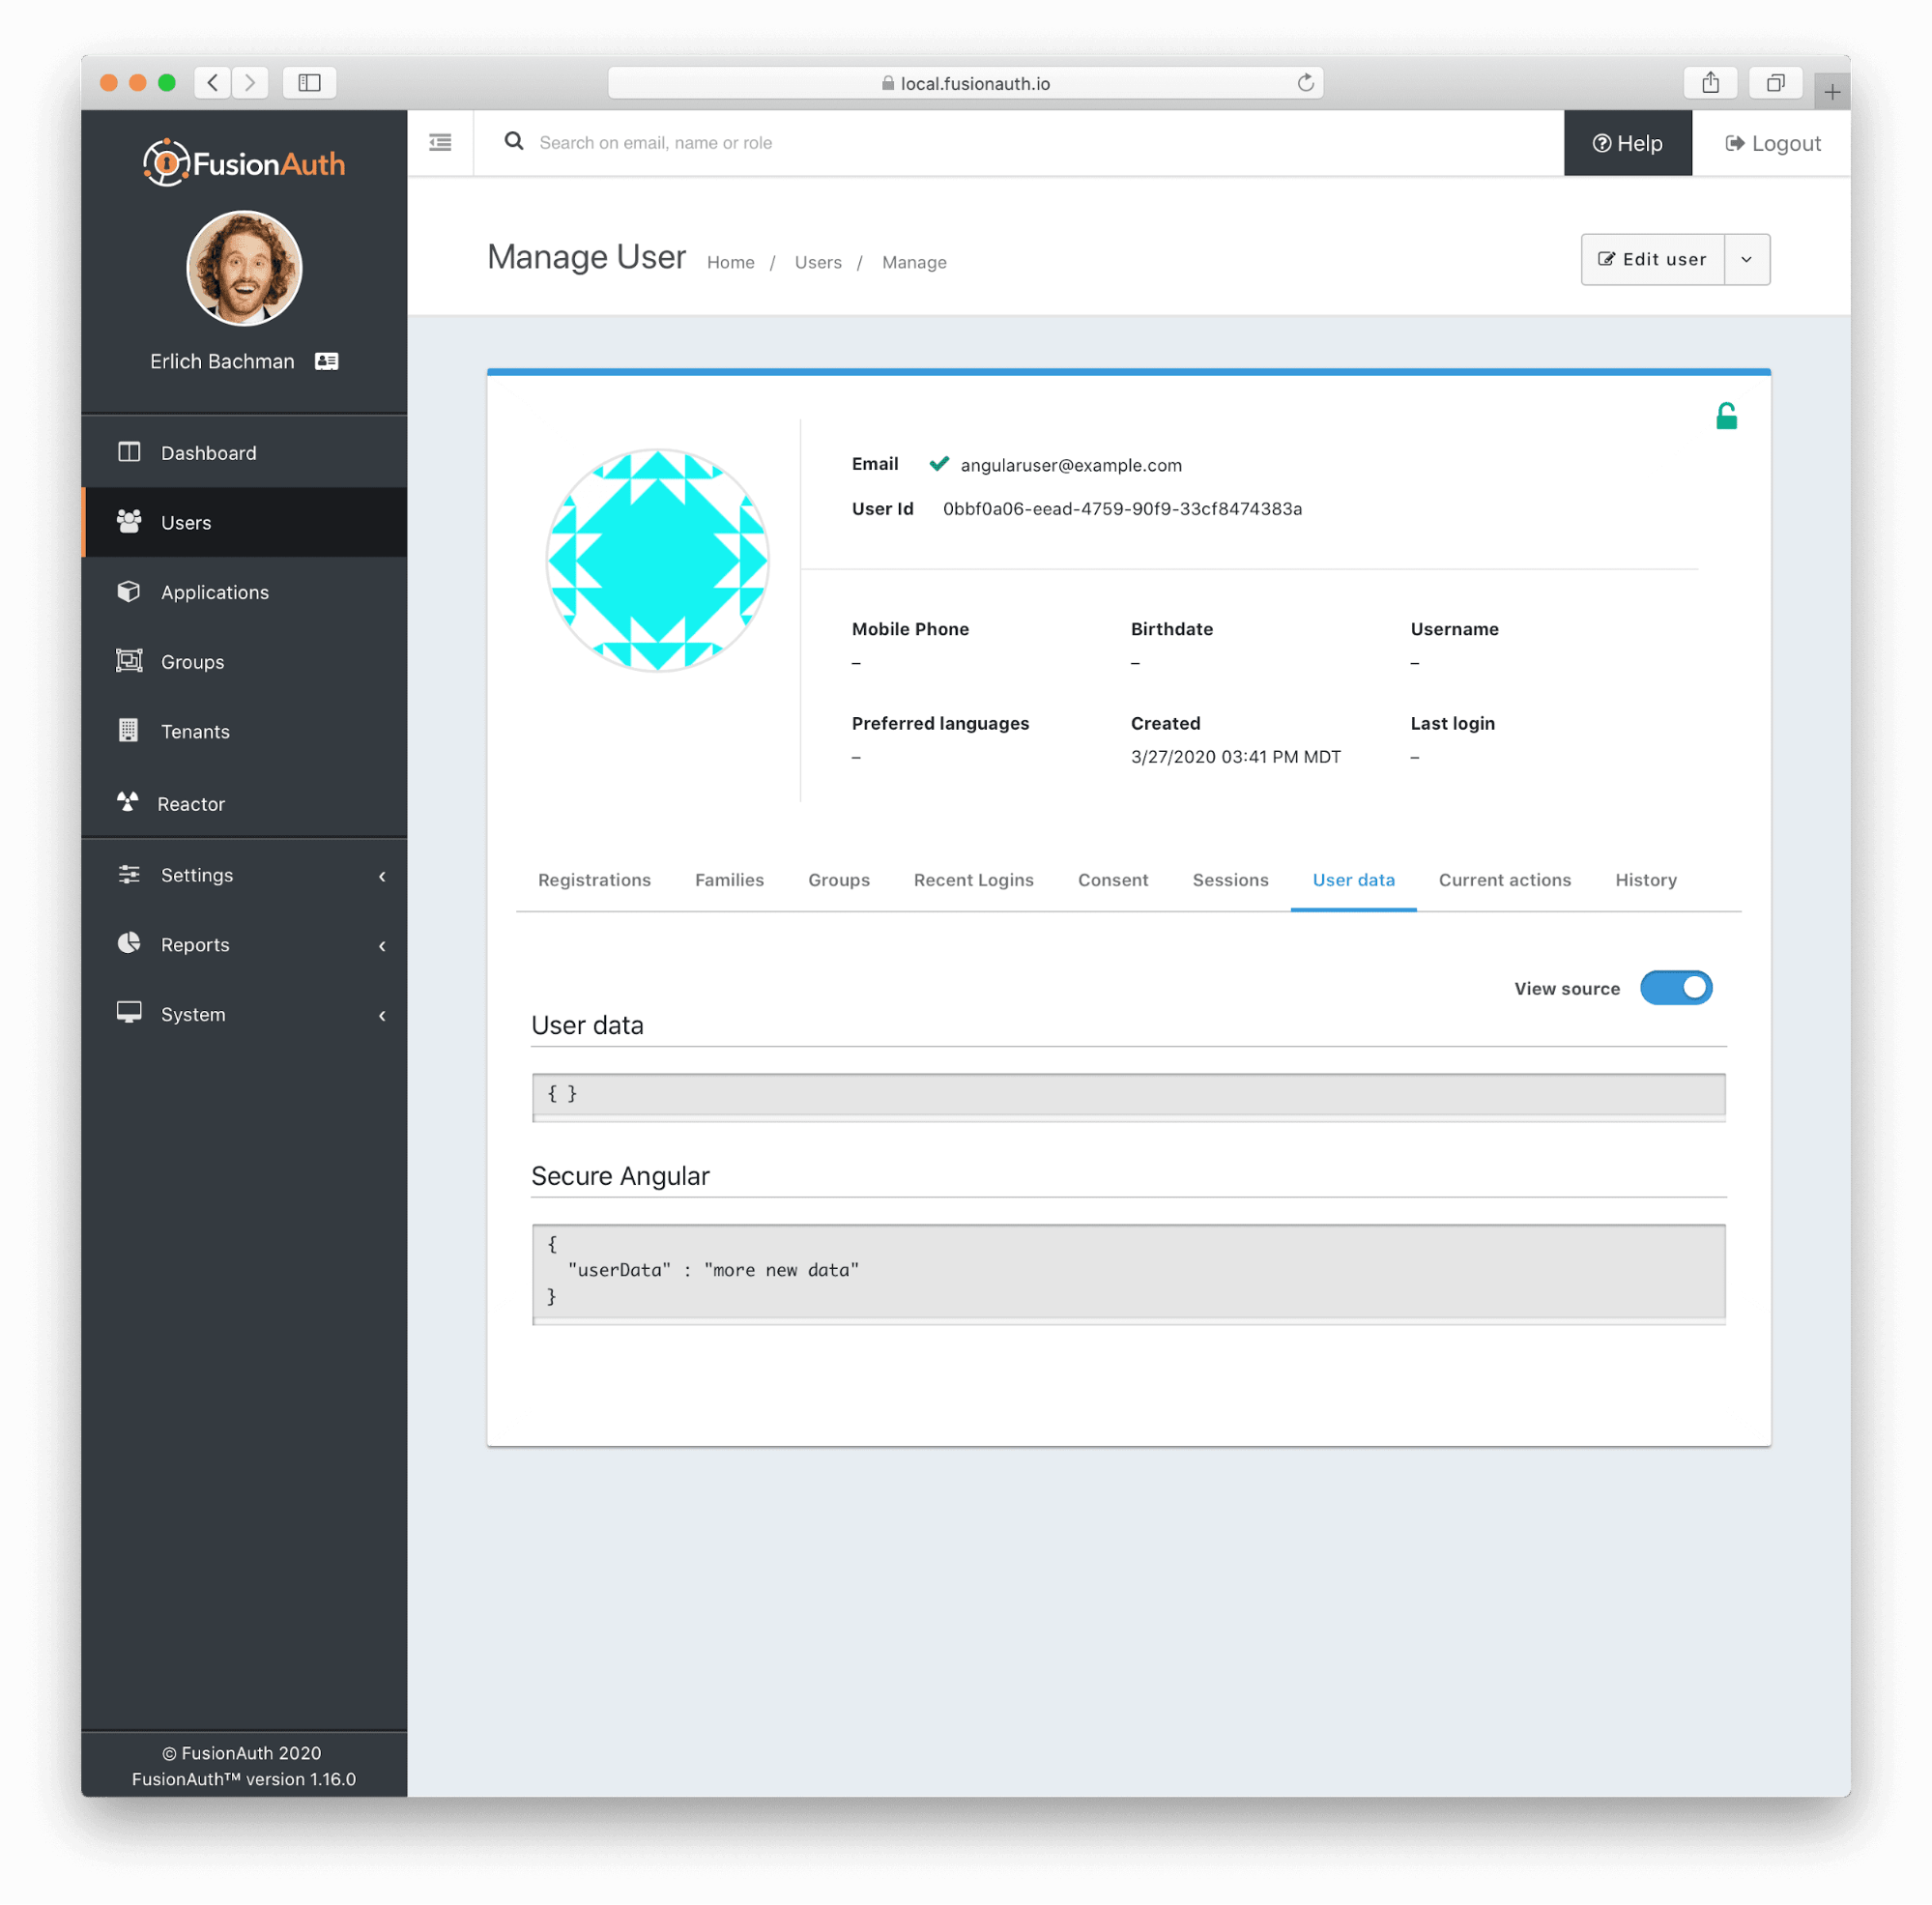 local.fusionauth.io
FusionAuth
Search on email, name or role
Help
Logout
Erlich Bachman
Dashboard
Users
Applications
Groups
Tenants
Reactor
Settings
Reports
System
© FusionAuth 2020
FusionAuth™ version 1.16.0
Manage User Home / Users / Manage
Edit user
Email angularuser@example.com
User Id 0bbf0a06-eead-4759-90f9-33cf8474383a
Mobile Phone Birthdate Username
– – –
Preferred languages Created Last login
– 3/27/2020 03:41 PM MDT –
Registrations Families Groups Recent Logins Consent Sessions User data Current actions History
View source
User data
{ }
Secure Angular
{
"userData" : "more new data"
}